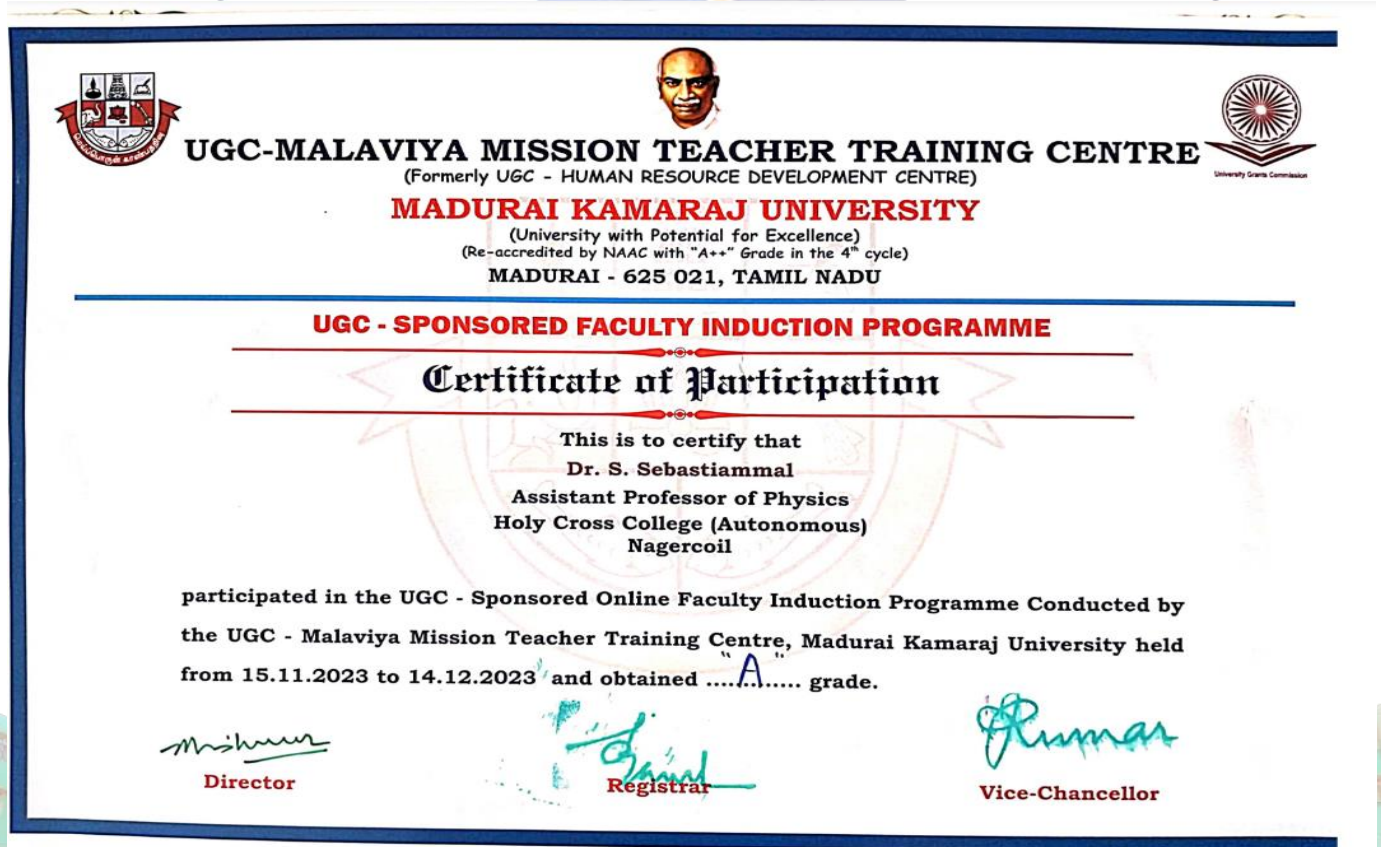 UGC-MALAVIYA MISSION TEACHER TRAINING CENTRE
(Formerly UGC - HUMAN RESOURCE DEVELOPMENT CENTRE)
University Grants Commission
MADURAI KAMARAJ UNIVERSITY
(University with Potential for Excellence)
(Re-accredited by NAAC with "A++" Grade in the 4th cycle)
MADURAI - 625 021, TAMIL NADU
UGC - SPONSORED FACULTY INDUCTION PROGRAMME
Certificate of Participation
This is to certify that
Dr. S. Sebastiammal
Assistant Professor of Physics
Holy Cross College (Autonomous)
Nagercoil
participated in the UGC - Sponsored Online Faculty Induction Programme Conducted by
the UGC - Malaviya Mission Teacher Training Centre, Madurai Kamaraj University held
from 15.11.2023 to 14.12.2023 and obtained ....."A"..... grade.
Director
Registrar
Vice-Chancellor